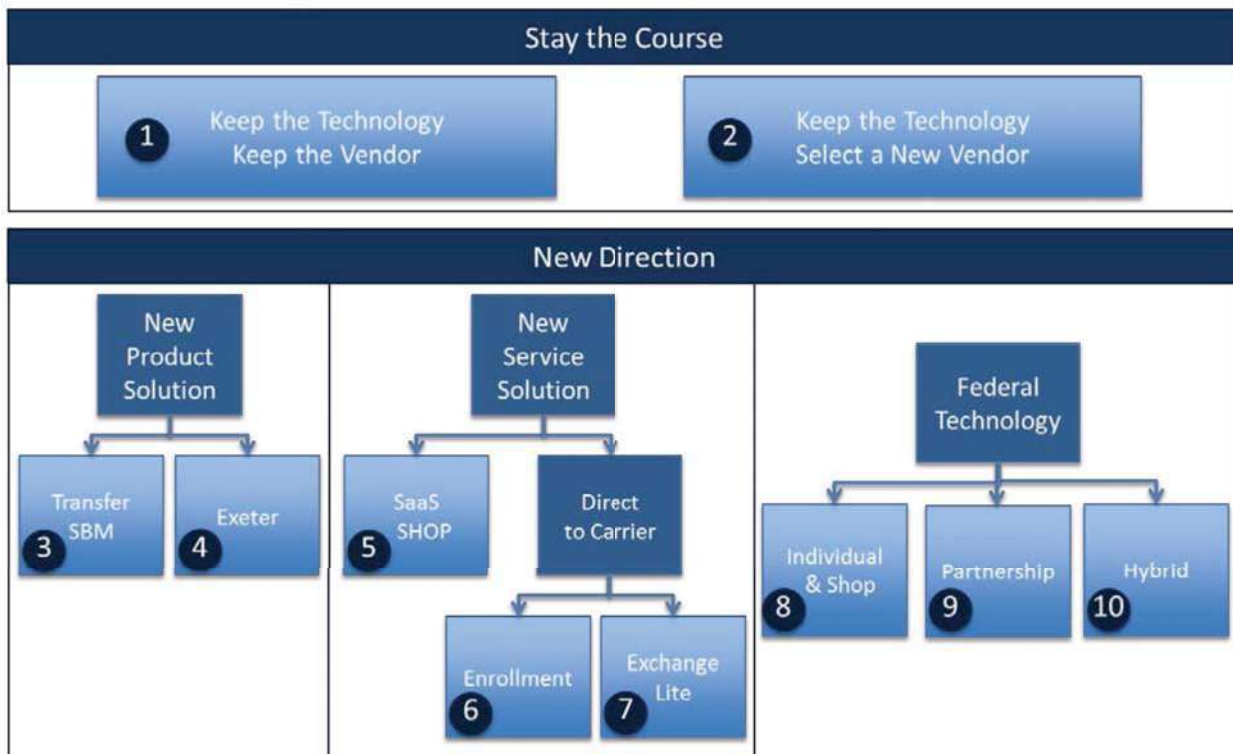 Stay the Course
1
Keep the Technology
Keep the Vendor
2
Keep the Technology
Select a New Vendor
New Direction
New
Product
Solution
Transfer
SBM
3
Exeter
4
New
Service
Solution
SaaS
SHOP
5
Direct
to Carrier
Enrollment
6
Exchange
Lite
7
Federal
Technology
Individual
& Shop
8
Partnership
9
Hybrid
10